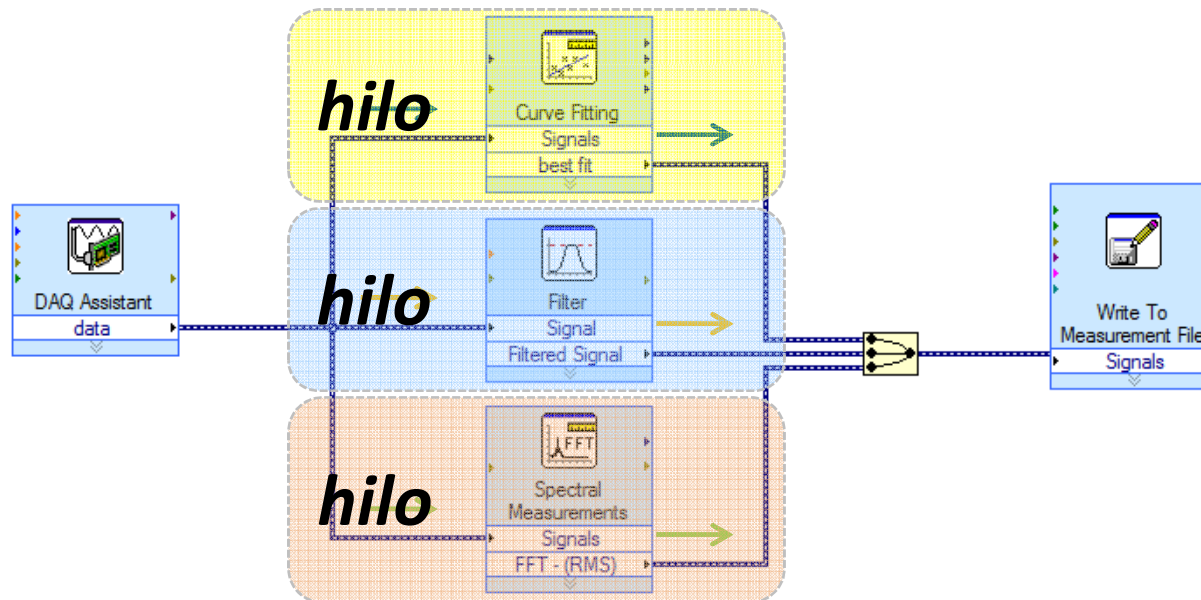 hilo
Curve Fitting
Signals
best fit
DAQ Assistant
data
hilo
Filter
Signal
Filtered Signal
Write To
Measurement File
Signals
hilo
FFT
Spectral
Measurements
Signals
FFT - (RMS)